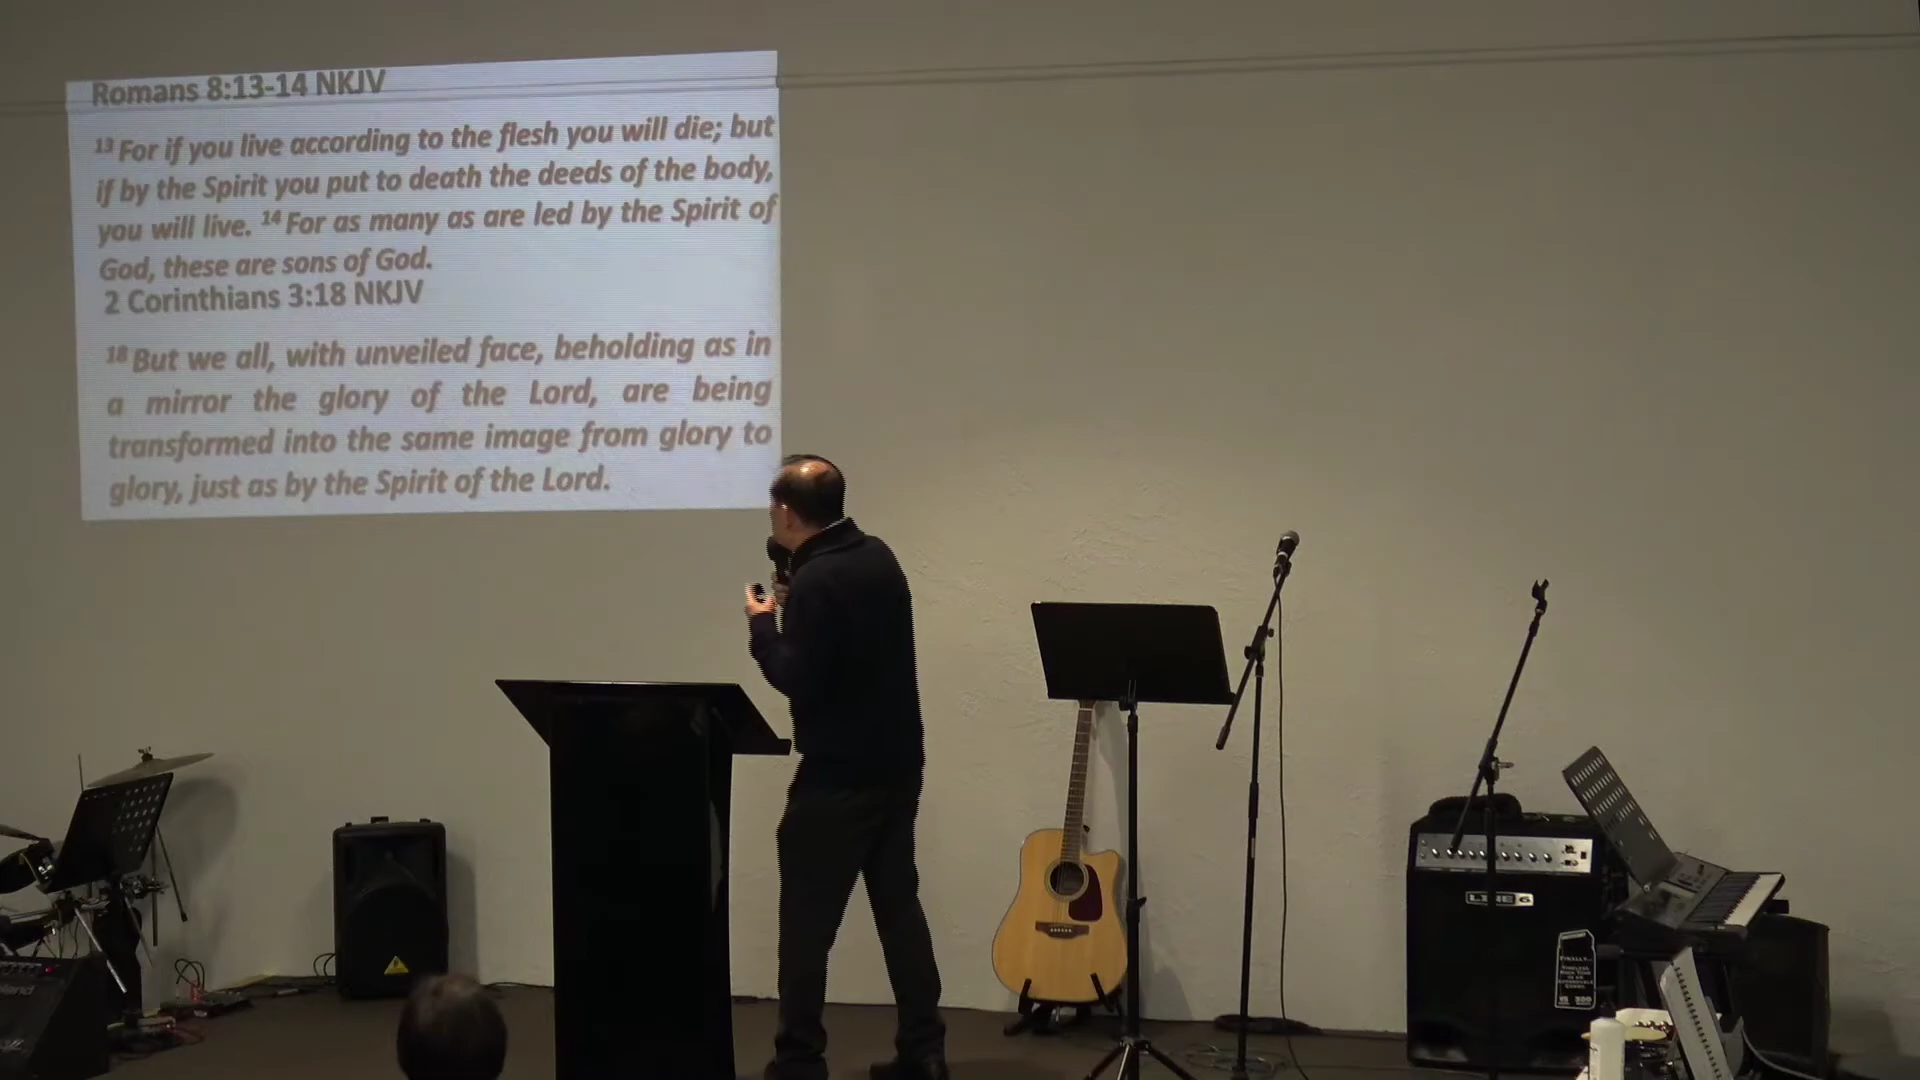 Romans 8:13-14 NKJV
13 For if you live according to the flesh you will die; but
if by the Spirit you put to death the deeds of the body,
you will live. 14 For as many as are led by the Spirit of
God, these are sons of God.
2 Corinthians 3:18 NKJV
18 But we all, with unveiled face, beholding as in
a mirror the glory of the Lord, are being
transformed into the same image from glory to
glory, just as by the Spirit of the Lord.
LINE 6
FINALLY...